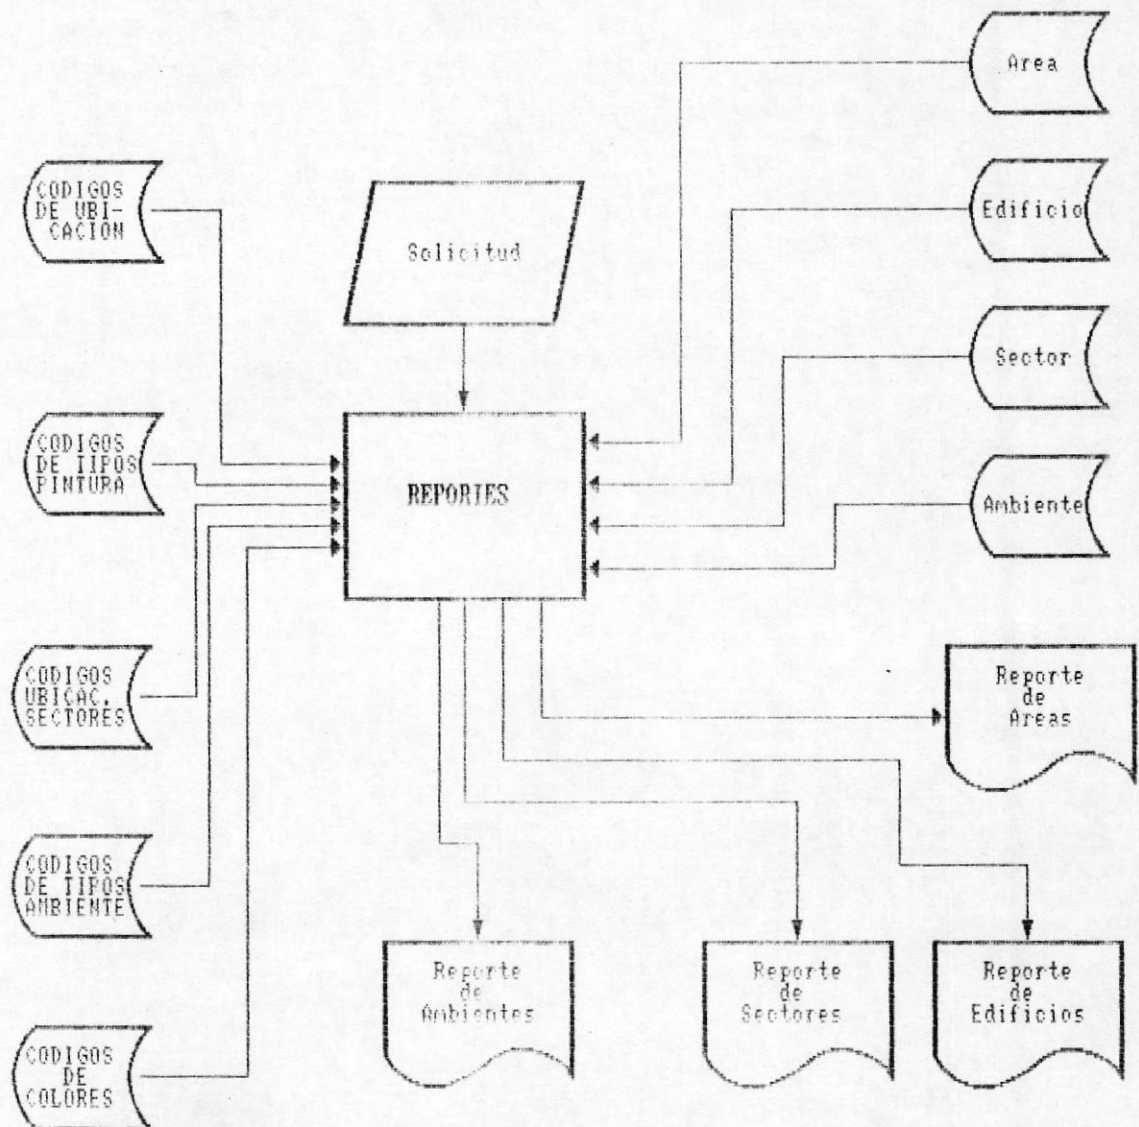 Area
CODIGOS
DE UBI-
CACION
Solicitud
Edificio
Sector
CODIGOS
DE TIPOS
PINTURA
REPORTES
Ambiente
CODIGOS
UBICAC.
SECTORES
Reporte
de
Areas
CODIGOS
DE TIPOS
AMBIENTE
Reporte
de
Ambientes
Reporte
de
Sectores
Reporte
de
Edificios
CODIGOS
DE
COLORES